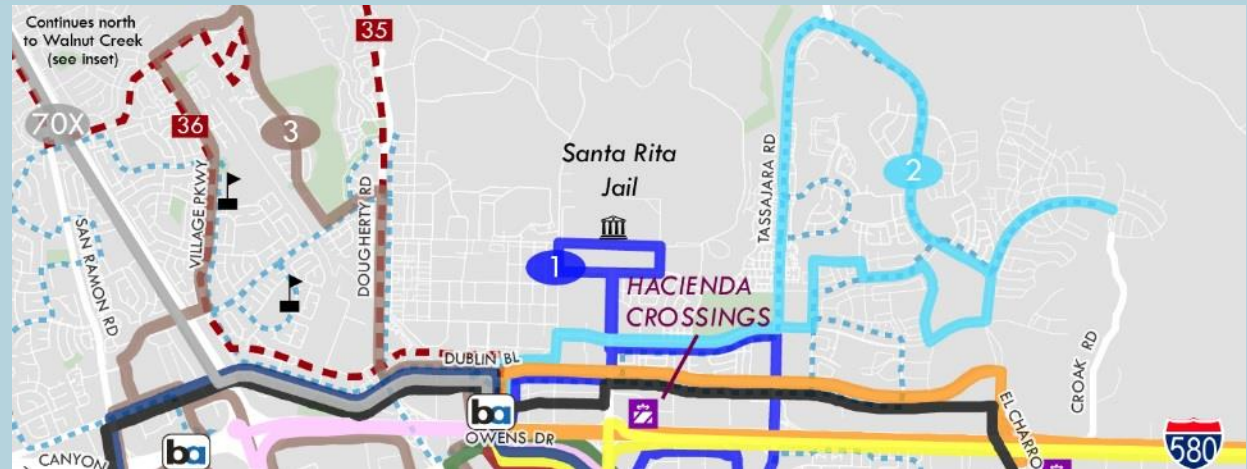 Continues north
to Walnut Creek
(see inset)
35
70X
36
3
VILLAGE PKWY
SAN RAMON RD
DOUGHERTY RD
Santa Rita
Jail
1
HACIENDA
CROSSINGS
TASSAJARA RD
2
DUBLIN BL
ba
OWENS DR
ba
CANYON
EL CHARRO
CROAK RD
580